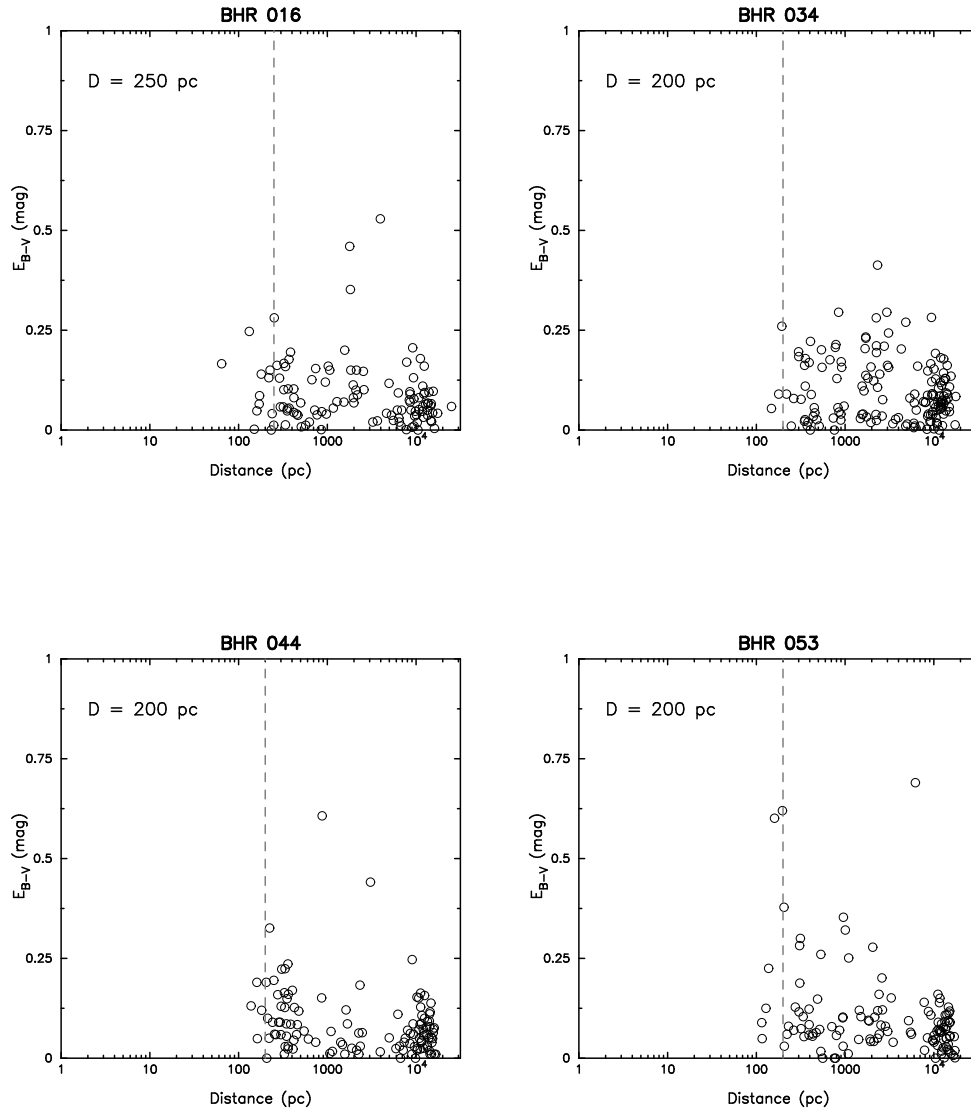 BHR 016
1
0.75
0.5
0.25
0
E_{B-V} (mag)
D = 250 pc
1 10 100 1000 10^4
Distance (pc)
BHR 034
1
0.75
0.5
0.25
0
E_{B-V} (mag)
D = 200 pc
1 10 100 1000 10^4
Distance (pc)
BHR 044
1
0.75
0.5
0.25
0
E_{B-V} (mag)
D = 200 pc
1 10 100 1000 10^4
Distance (pc)
BHR 053
1
0.75
0.5
0.25
0
E_{B-V} (mag)
D = 200 pc
1 10 100 1000 10^4
Distance (pc)